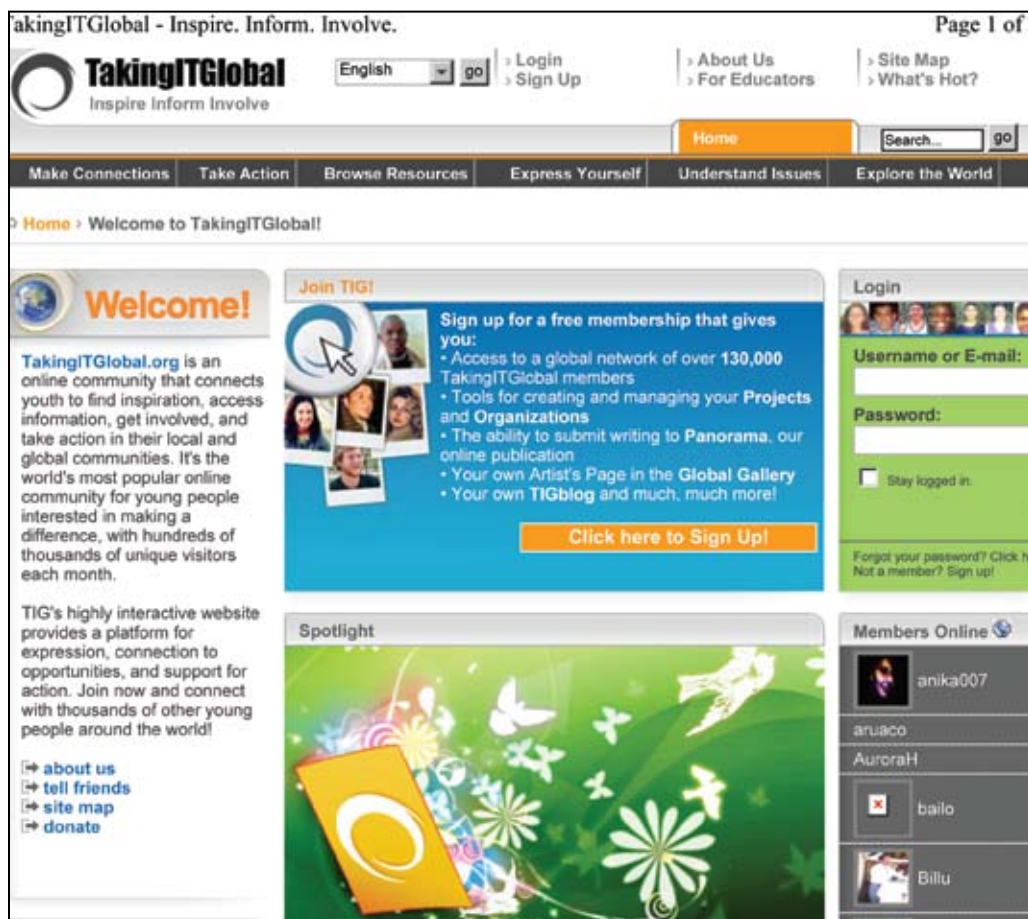 akingITGlobal - Inspire. Inform. Involve.
Page 1 of
TakingITGlobal
Inspire Inform Involve
English
go
› Login
› Sign Up
› About Us
› For Educators
› Site Map
› What's Hot?
Home
Search...
go
Make Connections
Take Action
Browse Resources
Express Yourself
Understand Issues
Explore the World
Home › Welcome to TakingITGlobal!
Welcome!
TakingITGlobal.org is an
online community that connects
youth to find inspiration, access
information, get involved, and
take action in their local and
global communities. It's the
world's most popular online
community for young people
interested in making a
difference, with hundreds of
thousands of unique visitors
each month.
TIG's highly interactive website
provides a platform for
expression, connection to
opportunities, and support for
action. Join now and connect
with thousands of other young
people around the world!
about us
tell friends
site map
donate
Join TIG!
Sign up for a free membership that gives
you:
• Access to a global network of over 130,000
TakingITGlobal members
• Tools for creating and managing your Projects
and Organizations
• The ability to submit writing to Panorama, our
online publication
• Your own Artist's Page in the Global Gallery
• Your own TIGblog and much, much more!
Click here to Sign Up!
Spotlight
Login
Username or E-mail:
Password:
Stay logged in.
Forgot your password? Click
Not a member? Sign up!
Members Online
anika007
aruaco
AuroraH
bailo
Billu